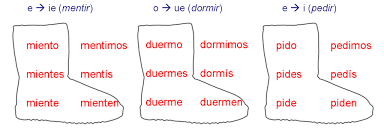 e → ie (mentir) o → ue (dormir) e → i (pedir)
miento mentimos duermo dormimos pido pedimos
mientes mentís duermes dormís pides pedís
miente mienten duerme duermen pide piden